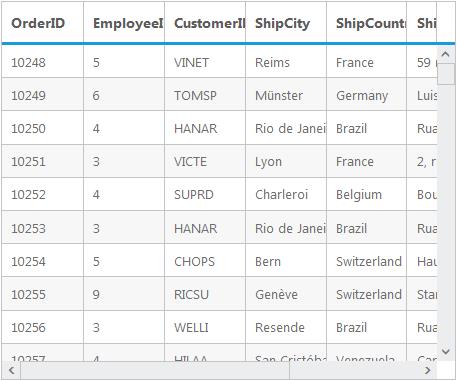 OrderID EmployeeI CustomerI ShipCity ShipCount Shi
10248 5 VINET Reims France 59
10249 6 TOMSP Münster Germany Luis
10250 4 HANAR Rio de Janei Brazil Rua
10251 3 VICTE Lyon France 2, r
10252 4 SUPRD Charleroi Belgium Bou
10253 3 HANAR Rio de Janei Brazil Rua
10254 5 CHOPS Bern Switzerland Hau
10255 9 RICSU Genève Switzerland Star
10256 3 WELLI Resende Brazil Rua
10257 4 HILAA San Cristóba Venezuela Car